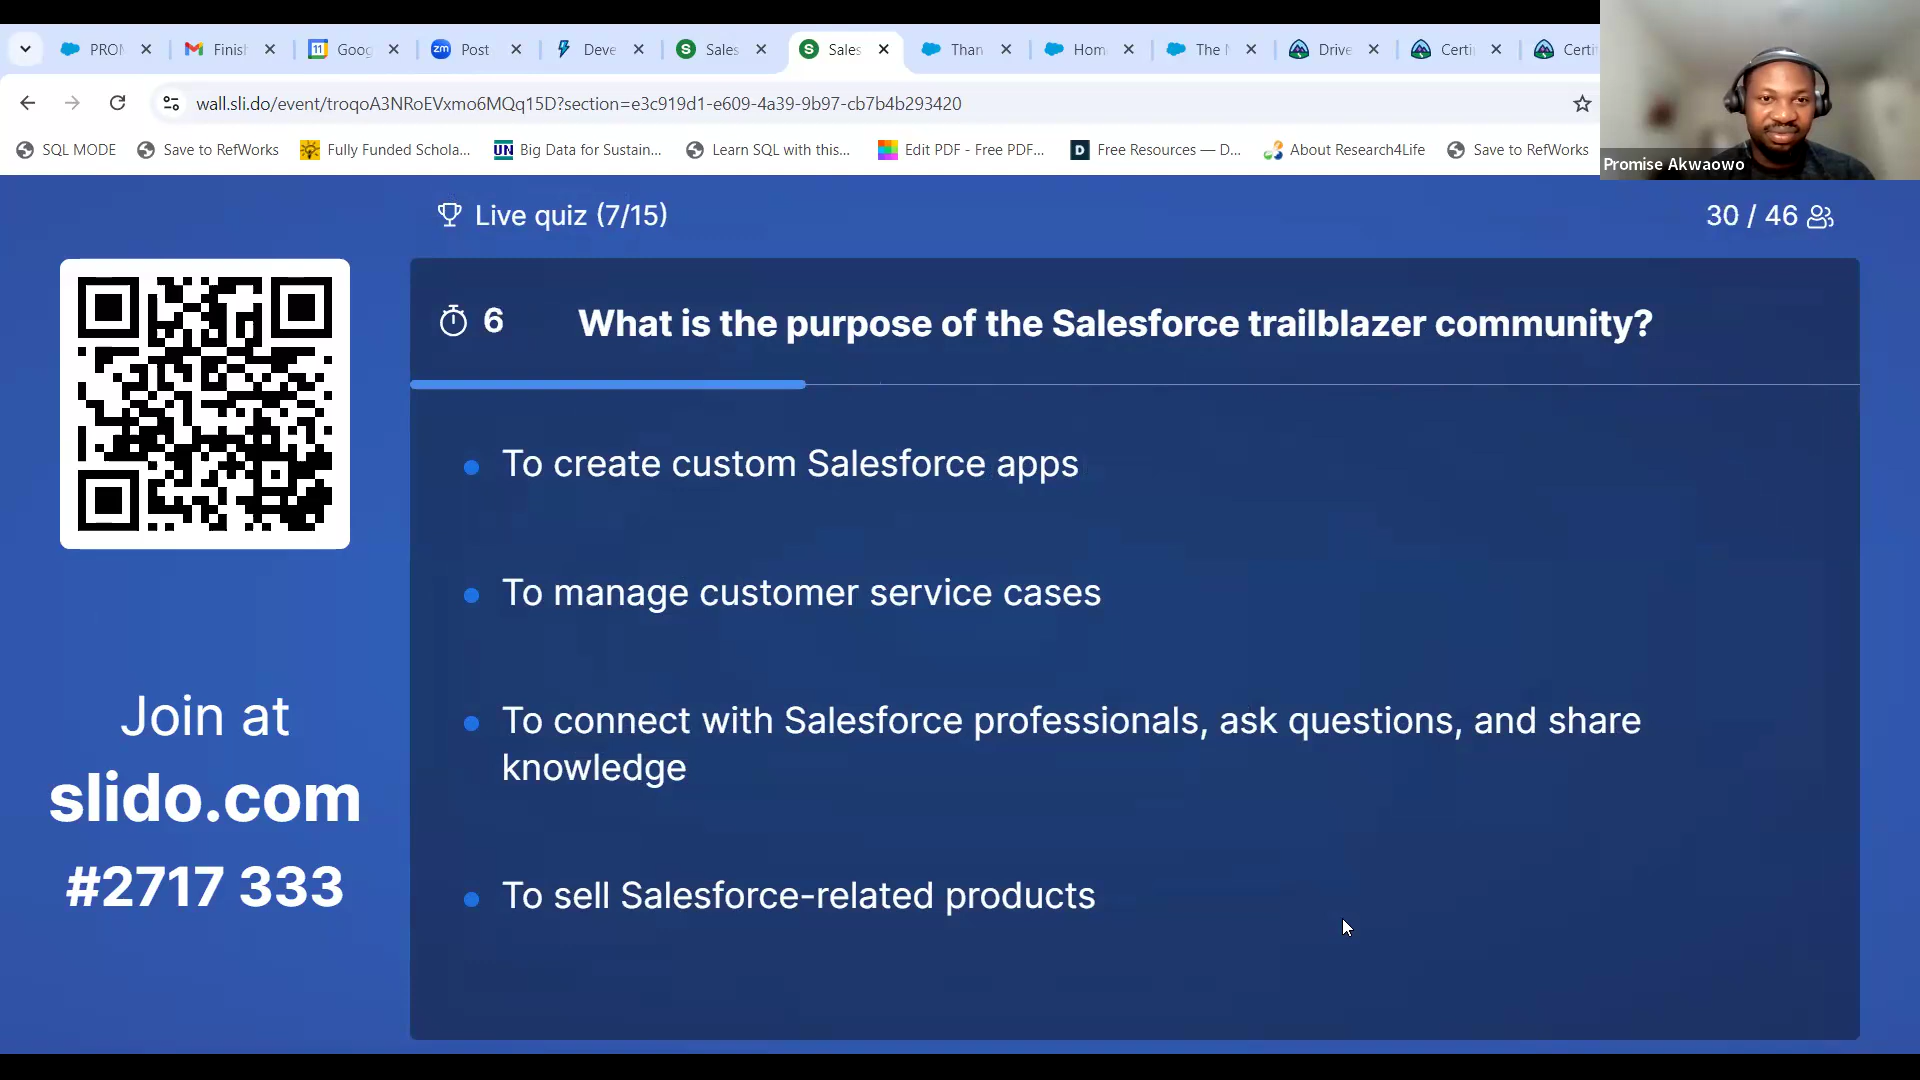 PROM
Finish
Goog
Post
Deve
Sales
Sales
Than
Hom
The N
Drive
Certi
Certi
wall.sli.do/event/troqoA3NRoEVxmo6MQq15D?section=e3c919d1-e609-4a39-9b97-cb7b4b293420
SQL MODE
Save to RefWorks
Fully Funded Schola...
Big Data for Sustain...
Learn SQL with this...
Edit PDF - Free PDF...
Free Resources — D...
About Research4Life
Save to RefWorks
Promise Akwaowo
Live quiz (7/15)
30 / 46
6
What is the purpose of the Salesforce trailblazer community?
To create custom Salesforce apps
To manage customer service cases
To connect with Salesforce professionals, ask questions, and share
knowledge
To sell Salesforce-related products
Join at
slido.com
#2717 333